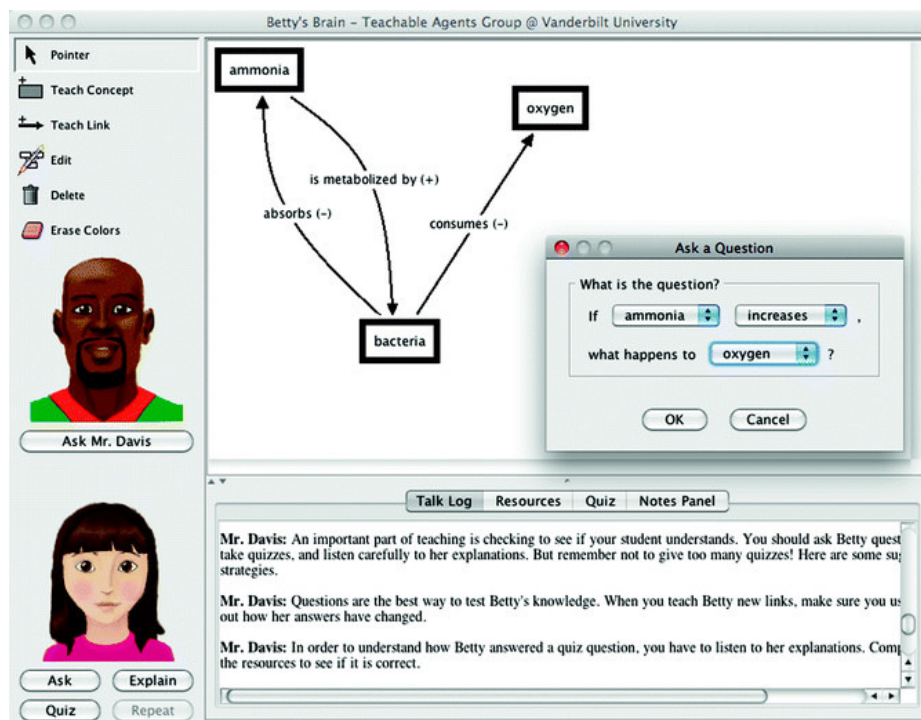 Betty's Brain – Teachable Agents Group @ Vanderbilt University
Pointer
Teach Concept
Teach Link
Edit
Delete
Erase Colors
Ask Mr. Davis
Ask
Explain
Quiz
Repeat
ammonia
oxygen
is metabolized by (+)
absorbs (-)
consumes (-)
bacteria
Ask a Question
What is the question?
If ammonia increases ,
what happens to oxygen ?
OK
Cancel
Talk Log
Resources
Quiz
Notes Panel
Mr. Davis: An important part of teaching is checking to see if your student understands. You should ask Betty
take quizzes, and listen carefully to her explanations. But remember not to give too many quizzes! Here are some
strategies.
Mr. Davis: Questions are the best way to test Betty's knowledge. When you teach Betty new links, make sure you
out how her answers have changed.
Mr. Davis: In order to understand how Betty answered a quiz question, you have to listen to her explanations.
the resources to see if it is correct.